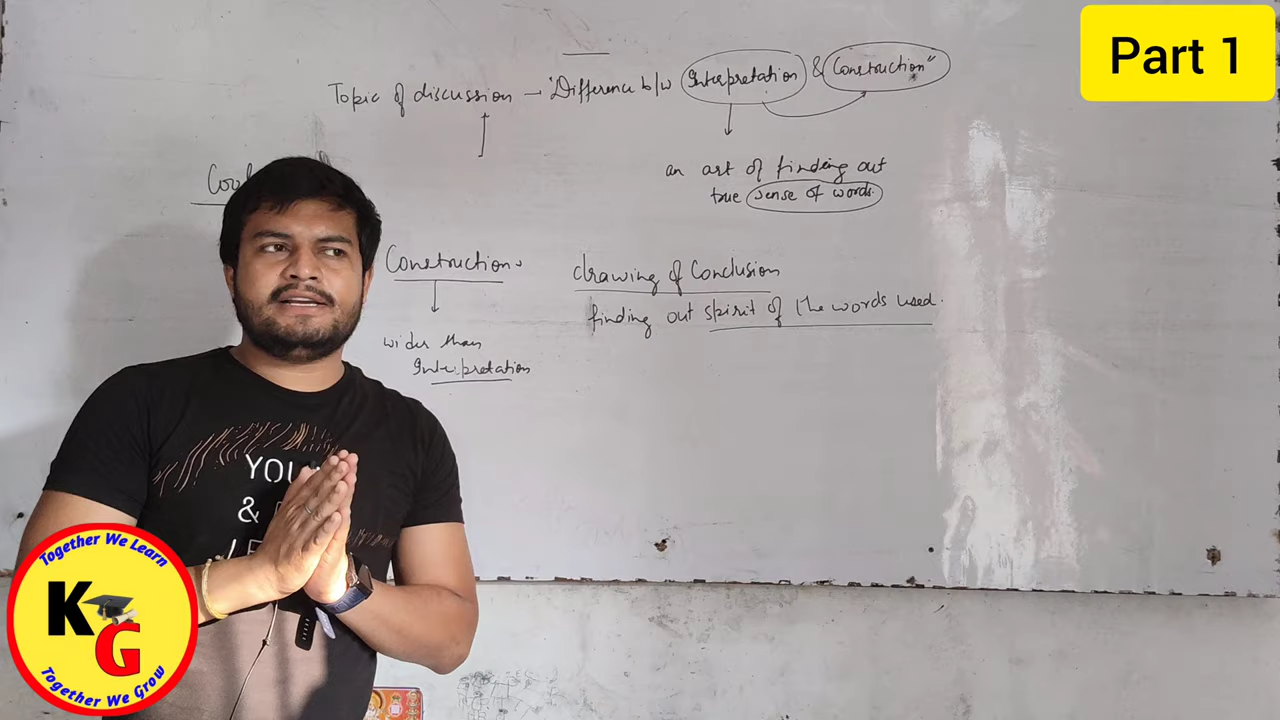 Part 1
Topic of discussion → "Difference b/w Interpretation & Construction"
an art of finding out
true sense of words.
Construction
drawing of Conclusion
finding out spirit of the words used.
wider than
Interpretation
YOU
&
Together We Learn
KG
Together We Grow